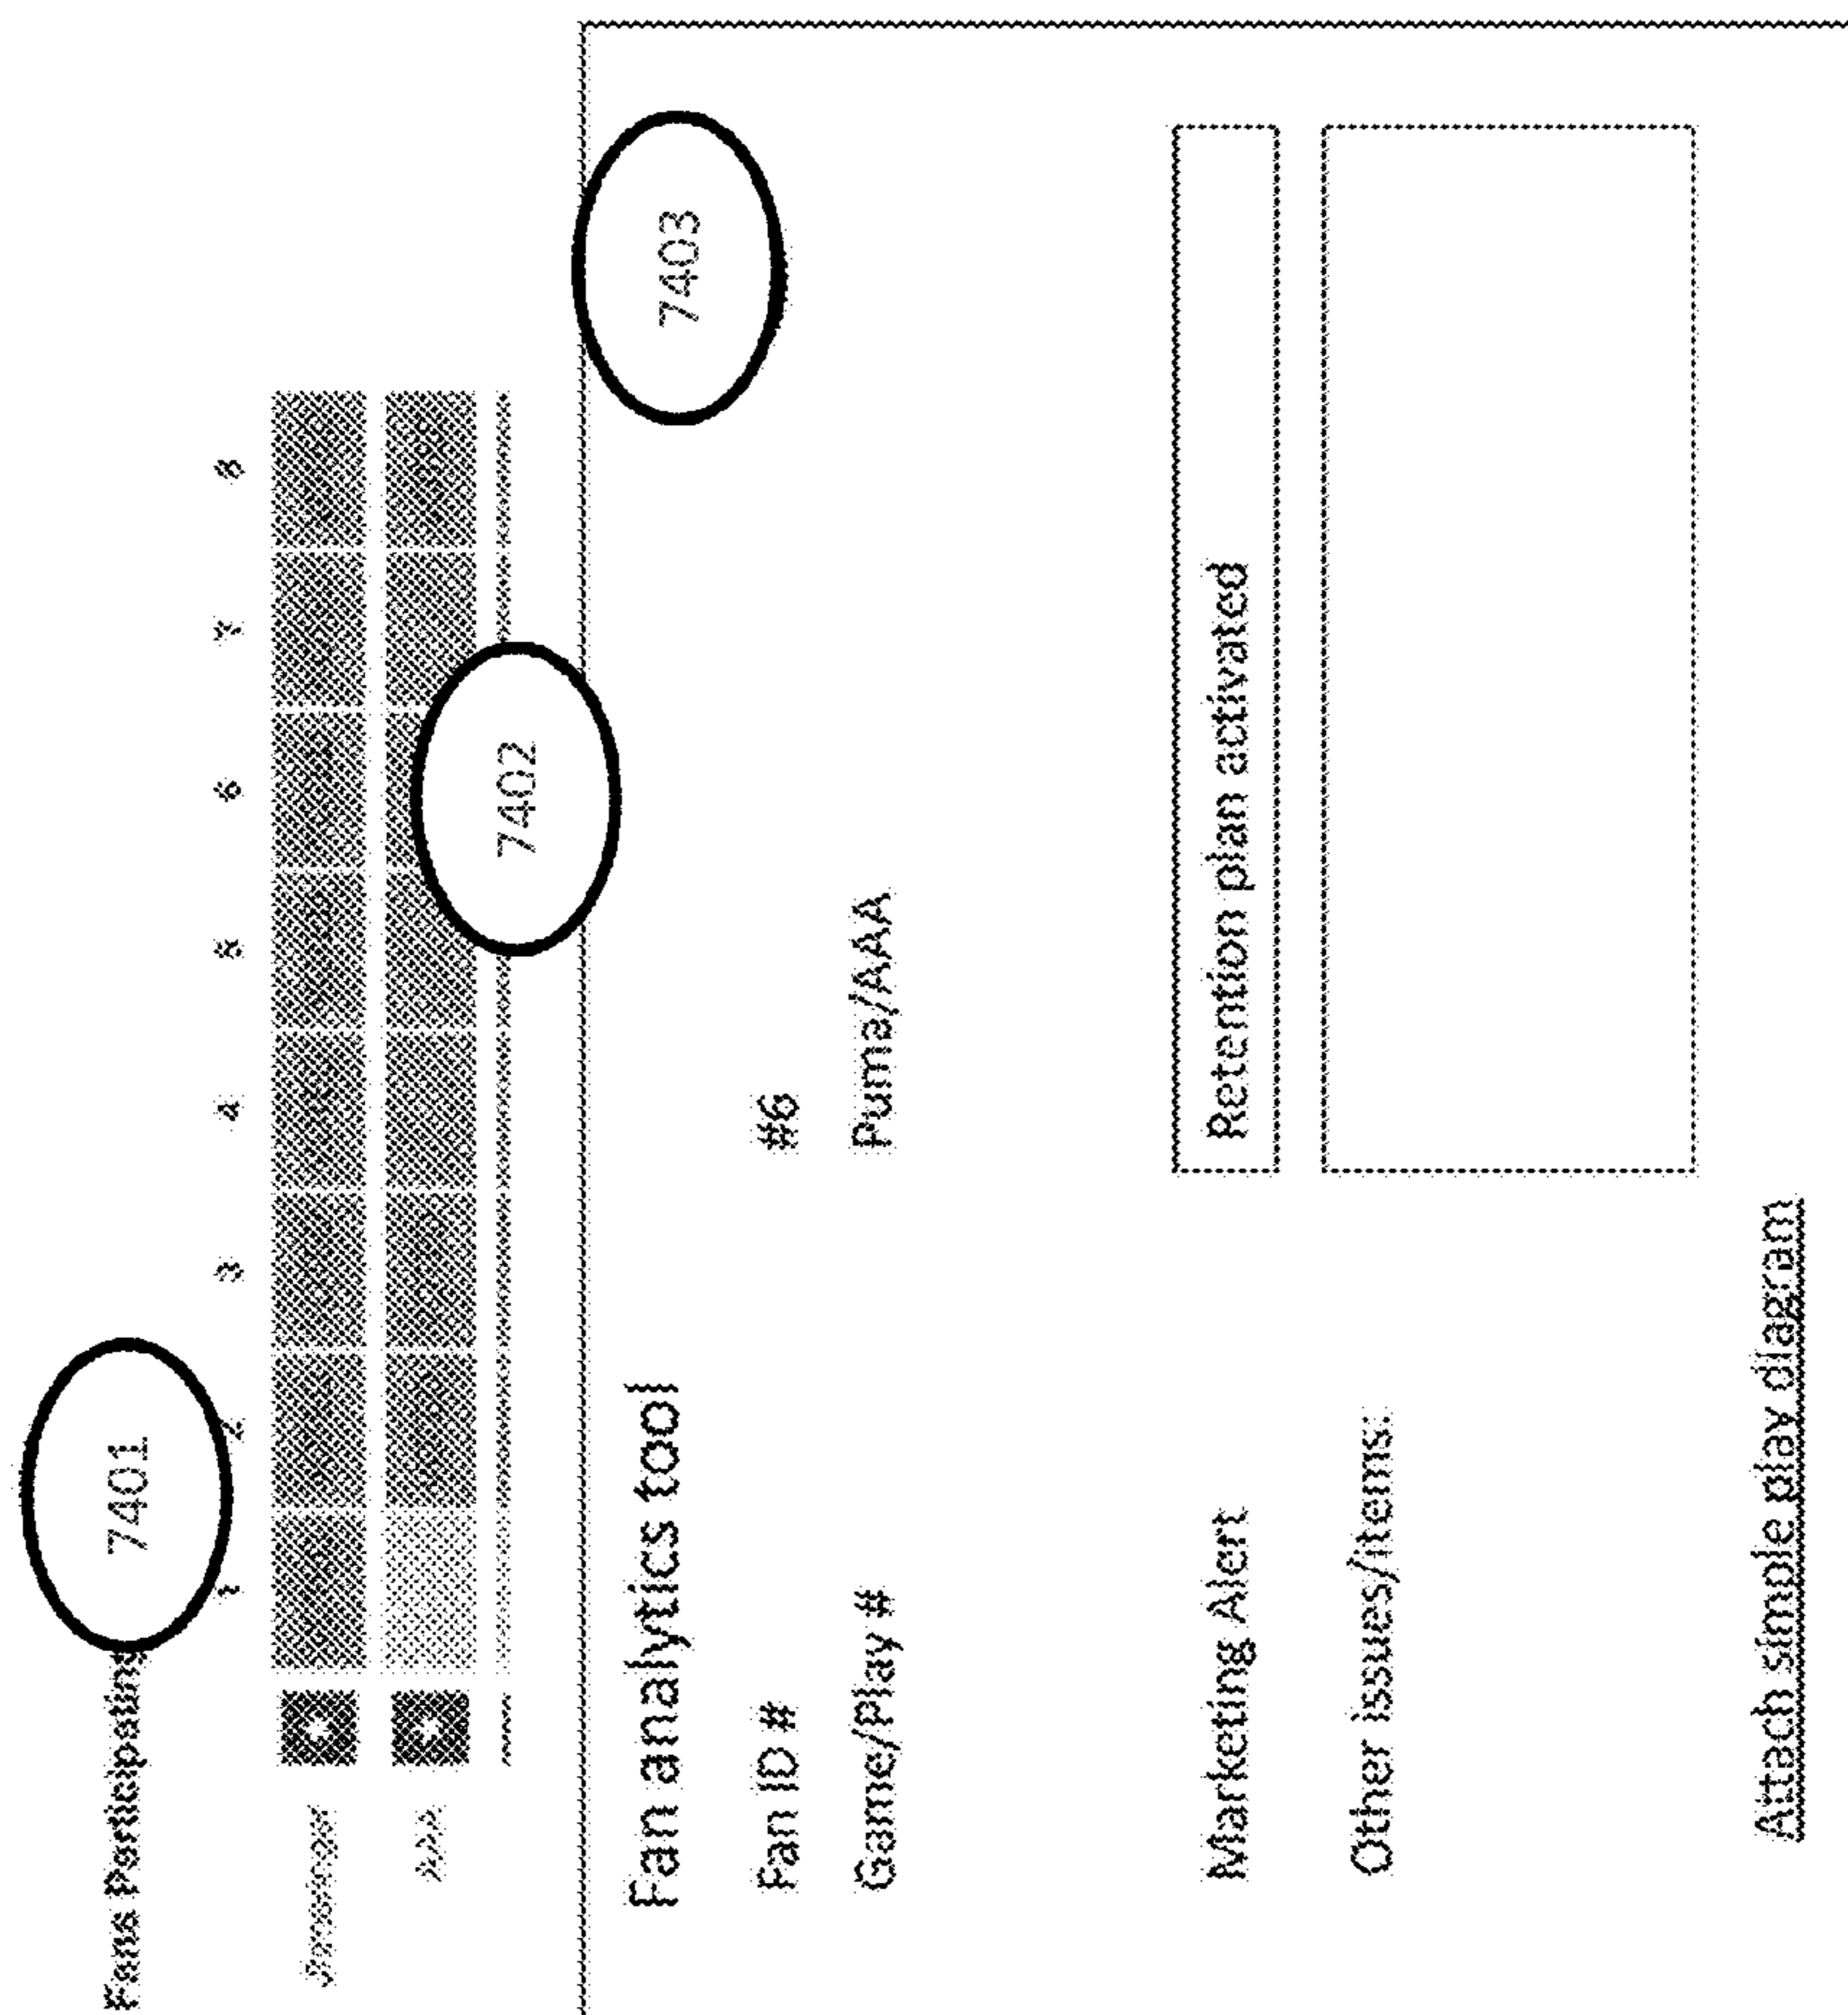 Fans Participating
7401
1 2 3 4 5 6 7 8
7402
7403
Fan analytics tool
Fan ID # #6
Game/Play # Puma/AAA
Marketing Alert Retention plan activated
Other issues/items:
Attach simple play diagram